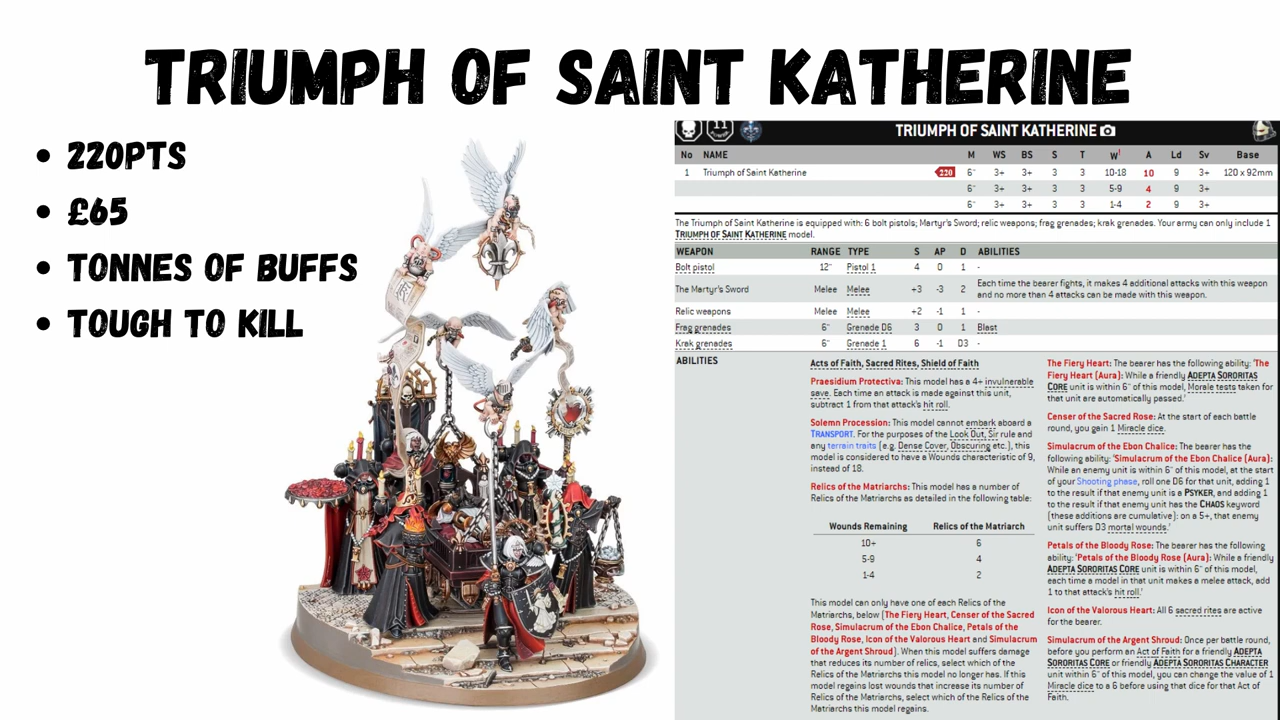 TRIUMPH OF SAINT KATHERINE
• 220PTS
• £65
• TONNES OF BUFFS
• TOUGH TO KILL
TRIUMPH OF SAINT KATHERINE
No NAME M WS BS S T W A Ld Sv Base
1 Triumph of Saint Katherine 220 6" 3+ 3+ 3 3 10-18 10 9 3+ 120 x 92mm
6" 3+ 3+ 3 3 5-9 4 9 3+
6" 3+ 3+ 3 3 1-4 2 9 3+
The Triumph of Saint Katherine is equipped with: 6 bolt pistols; Martyr's Sword; relic weapons; frag grenades; krak grenades. Your army can only include 1
TRIUMPH OF SAINT KATHERINE model.
WEAPON RANGE TYPE S AP D ABILITIES
Bolt pistol 12" Pistol 1 4 0 1 -
The Martyr's Sword Melee Melee +3 -3 2 Each time the bearer fights, it makes 4 additional attacks with this weapon
and no more than 4 attacks can be made with this weapon.
Relic weapons Melee Melee +2 -1 1 -
Frag grenades 6" Grenade D6 3 0 1 Blast
Krak grenades 6" Grenade 1 6 -1 D3 -
ABILITIES
Acts of Faith, Sacred Rites, Shield of Faith
Praesidium Protectiva: This model has a 4+ invulnerable
save. Each time an attack is made against this unit,
subtract 1 from that attack's hit roll.
Solemn Procession: This model cannot embark aboard a
TRANSPORT. For the purposes of the Look Out, Sir rule and
any terrain traits (e.g. Dense Cover, Obscuring etc.), this
model is considered to have a Wounds characteristic of 9,
instead of 18.
Relics of the Matriarchs: This model has a number of
Relics of the Matriarchs as detailed in the following table:
Wounds Remaining Relics of the Matriarch
10+ 6
5-9 4
1-4 2
This model can only have one of each Relics of the
Matriarchs, below (The Fiery Heart, Censer of the Sacred
Rose, Simulacrum of the Ebon Chalice, Petals of the
Bloody Rose, Icon of the Valorous Heart and Simulacrum
of the Argent Shroud). When this model suffers damage
that reduces its number of relics, select which of the
Relics of the Matriarchs this model no longer has. If this
model regains lost wounds that increase its number of
Relics of the Matriarchs, select which of the Relics of the
Matriarchs this model regains.
The Fiery Heart: The bearer has the following ability: 'The
Fiery Heart (Aura): While a friendly ADEPTA SORORITAS
CORE unit is within 6" of this model, Morale tests taken for
that unit are automatically passed.'
Censer of the Sacred Rose: At the start of each battle
round, you gain 1 Miracle dice.
Simulacrum of the Ebon Chalice: The bearer has the
following ability: 'Simulacrum of the Ebon Chalice (Aura):
While an enemy unit is within 6" of this model, at the start
of your Shooting phase, roll one D6 for that unit, adding 1
to the result if that enemy unit is a PSYKER, and adding 1
to the result if that enemy unit has the CHAOS keyword
(these additions are cumulative): on a 5+, that enemy
unit suffers D3 mortal wounds.'
Petals of the Bloody Rose: The bearer has the following
ability: 'Petals of the Bloody Rose (Aura): While a friendly
ADEPTA SORORITAS CORE unit is within 6" of this model,
each time a model in that unit makes a melee attack, add
1 to that attack's hit roll.'
Icon of the Valorous Heart: All 6 sacred rites are active
for the bearer.
Simulacrum of the Argent Shroud: Once per battle round,
before you perform an Act of Faith for a friendly ADEPTA
SORORITAS CORE or friendly ADEPTA SORORITAS CHARACTER
unit within 6" of this model, you can change the value of 1
Miracle dice to a 6 before using that dice for that Act of
Faith.